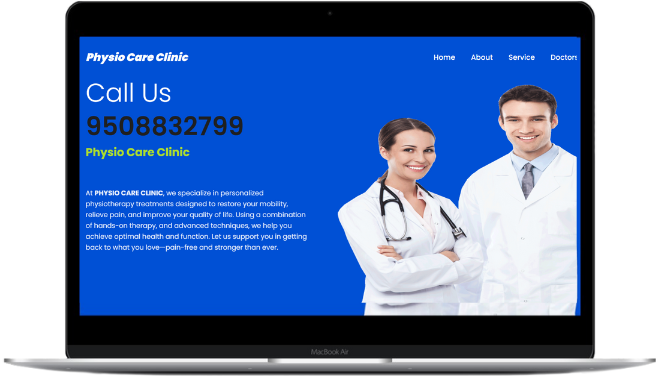 Physio Care Clinic
Home About Service Doctors
Call Us
9508832799
Physio Care Clinic
At PHYSIO CARE CLINIC, we specialize in personalized
physiotherapy treatments designed to restore your mobility,
relieve pain, and improve your quality of life. Using a combination
of hands-on therapy, and advanced techniques, we help you
achieve optimal health and function. Let us support you in getting
back to what you love—pain-free and stronger than ever.
MacBook Air